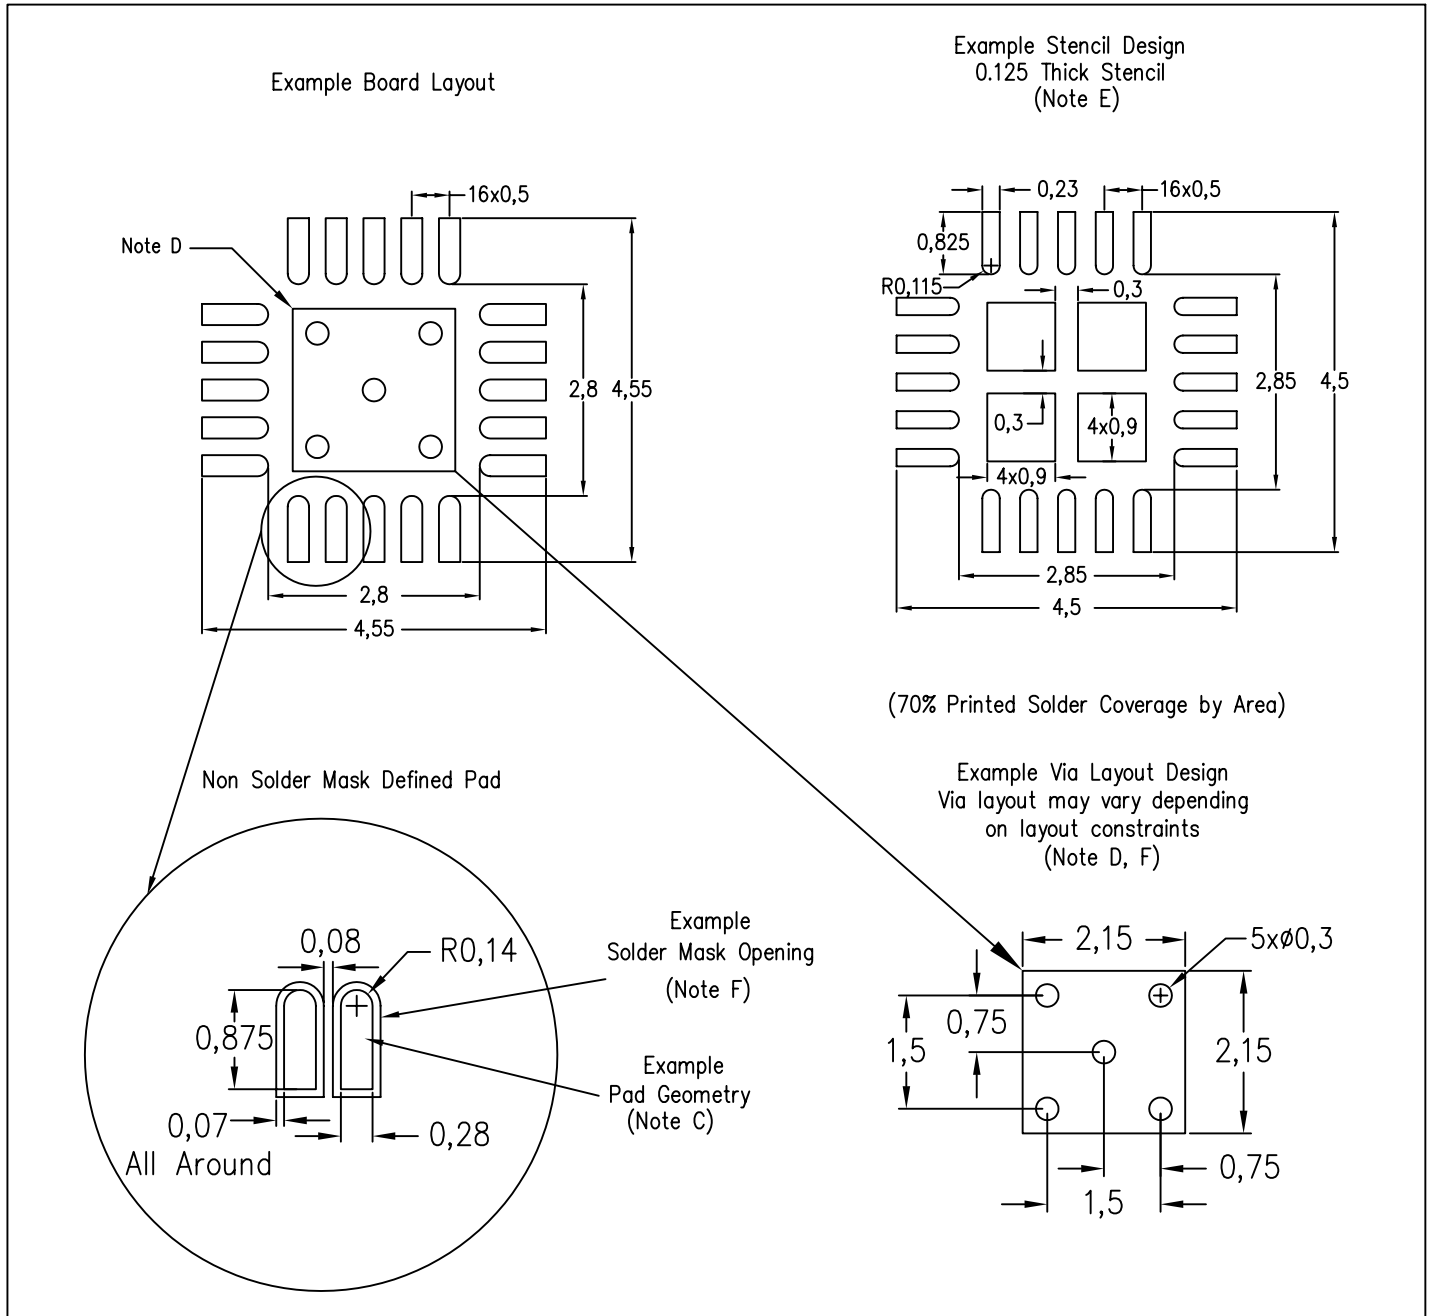 Example Board Layout
16x0,5
Note D
2,8
4,55
2,8
4,55
Example Stencil Design
0.125 Thick Stencil
(Note E)
0,23
16x0,5
0,825
R0,115
0,3
2,85
4,5
0,3
4x0,9
4x0,9
2,85
4,5
(70% Printed Solder Coverage by Area)
Non Solder Mask Defined Pad
0,08
R0,14
0,875
0,07
All Around
0,28
Example
Solder Mask Opening
(Note F)
Example
Pad Geometry
(Note C)
Example Via Layout Design
Via layout may vary depending
on layout constraints
(Note D, F)
2,15
5xø0,3
0,75
1,5
2,15
0,75
1,5